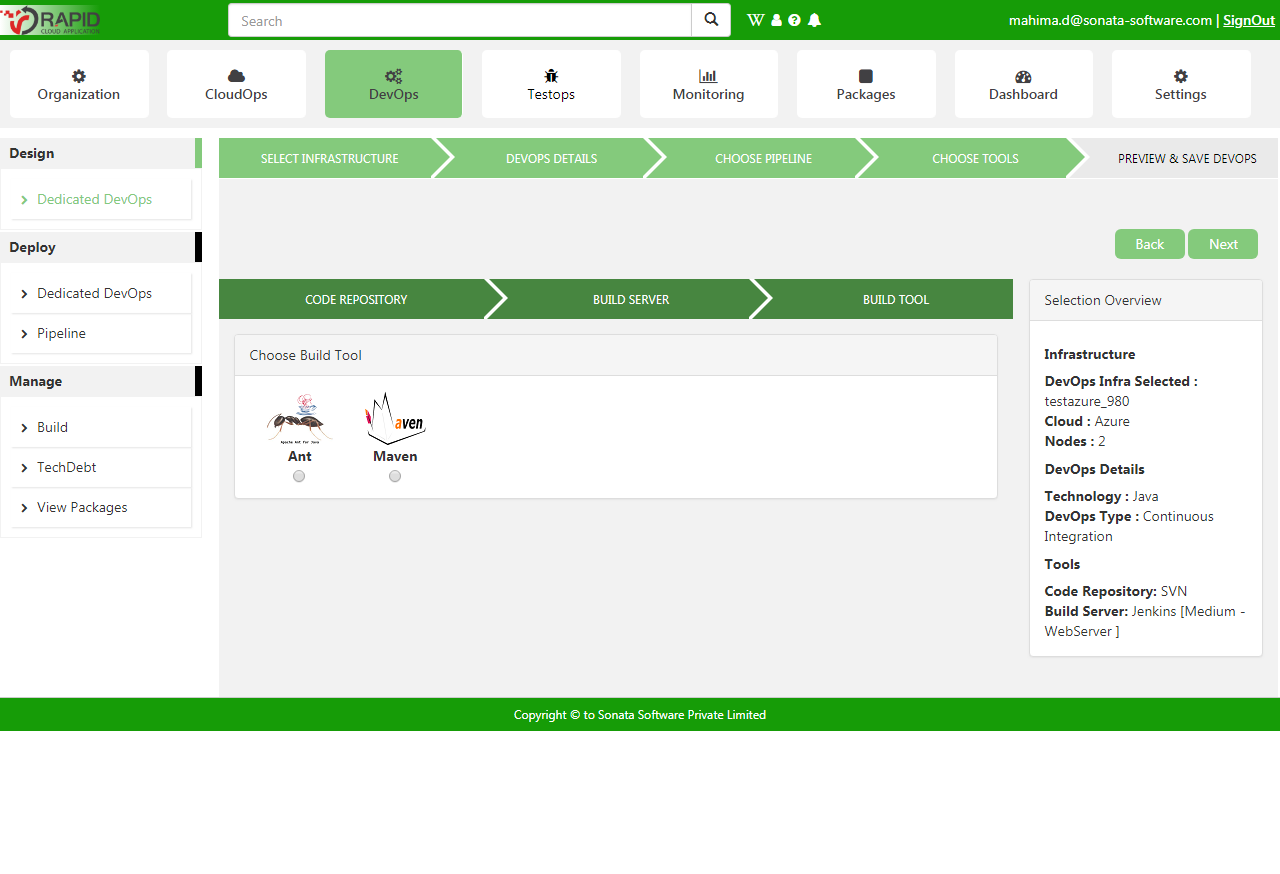 RAPID
CLOUD APPLICATION
Search
mahima.d@sonata-software.com | SignOut
Organization
CloudOps
DevOps
Testops
Monitoring
Packages
Dashboard
Settings
Design
Dedicated DevOps
Deploy
Dedicated DevOps
Pipeline
Manage
Build
TechDebt
View Packages
SELECT INFRASTRUCTURE
DEVOPS DETAILS
CHOOSE PIPELINE
CHOOSE TOOLS
PREVIEW & SAVE DEVOPS
Back
Next
CODE REPOSITORY
BUILD SERVER
BUILD TOOL
Choose Build Tool
Apache Ant for Java
Ant
Maven
Maven
Selection Overview
Infrastructure
DevOps Infra Selected :
testazure_980
Cloud : Azure
Nodes : 2
DevOps Details
Technology : Java
DevOps Type : Continuous
Integration
Tools
Code Repository: SVN
Build Server: Jenkins [Medium -
WebServer ]
Copyright © to Sonata Software Private Limited